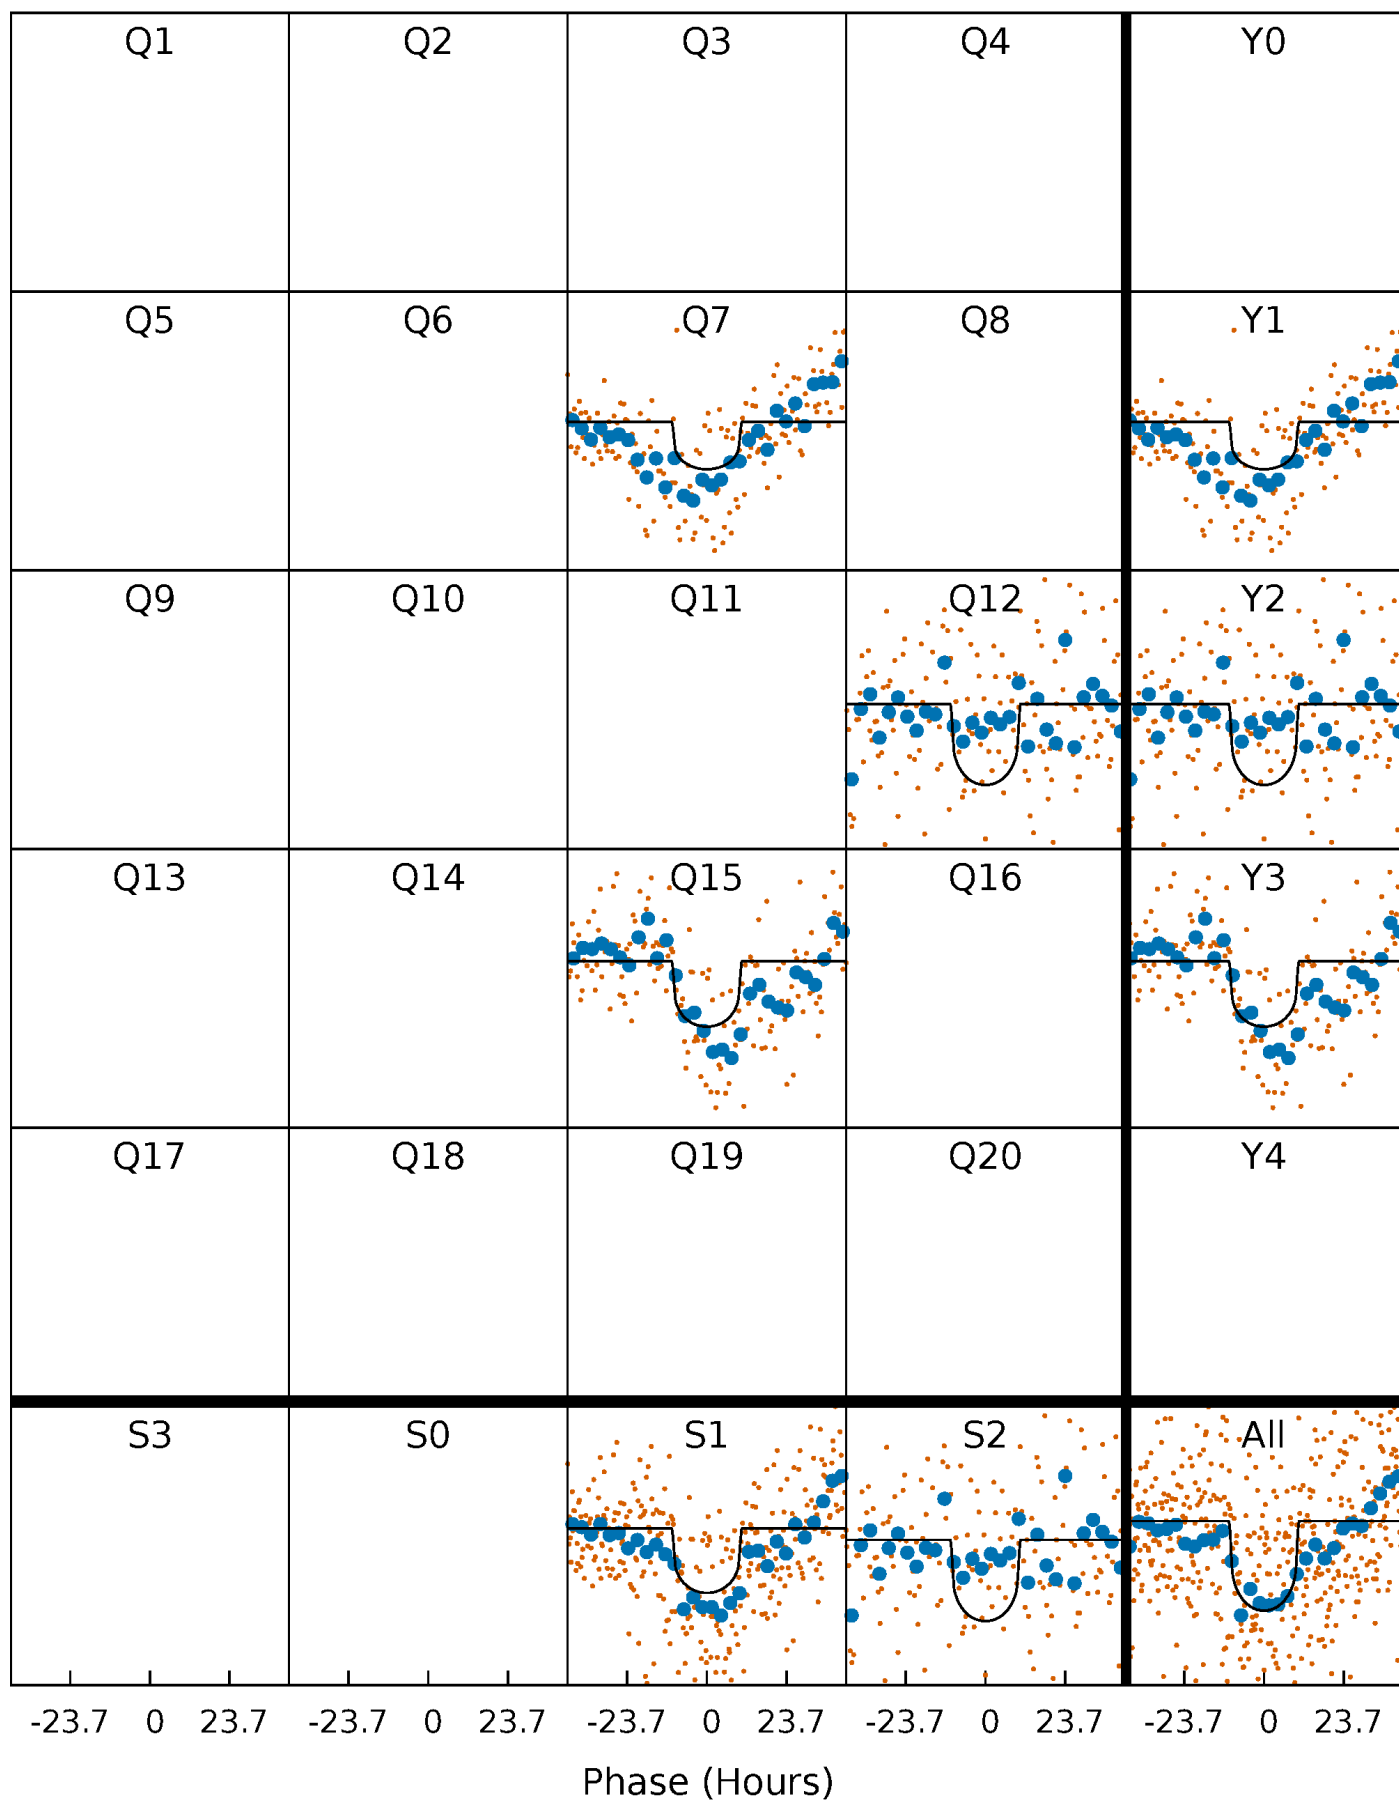 Q1 Q2 Q3 Q4 Y0
Q5 Q6 Q7 Q8 Y1
Q9 Q10 Q11 Q12 Y2
Q13 Q14 Q15 Q16 Y3
Q17 Q18 Q19 Q20 Y4
S3 S0 S1 S2 All
-23.7 0 23.7 -23.7 0 23.7 -23.7 0 23.7 -23.7 0 23.7 -23.7 0 23.7
Phase (Hours)